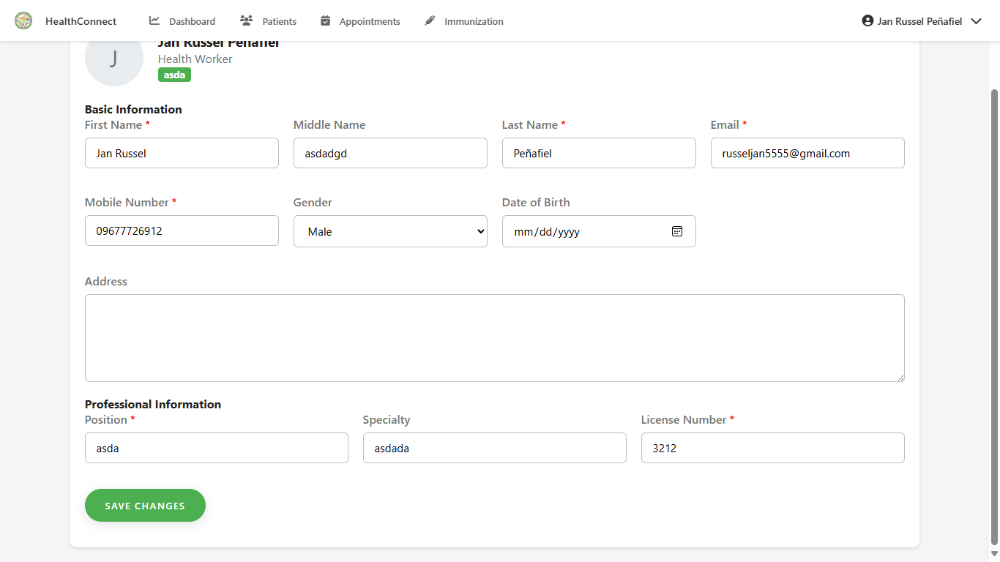 HealthConnect Dashboard Patients Appointments Immunization Jan Russel Peñafiel
J
Jan Russel Peñafiel
Health Worker
asda
Basic Information
First Name * Middle Name Last Name * Email *
Jan Russel asdadgd Peñafiel russeljan5555@gmail.com
Mobile Number * Gender Date of Birth
09677726912 Male mm/dd/yyyy
Address
Professional Information
Position * Specialty License Number *
asda asdada 3212
SAVE CHANGES